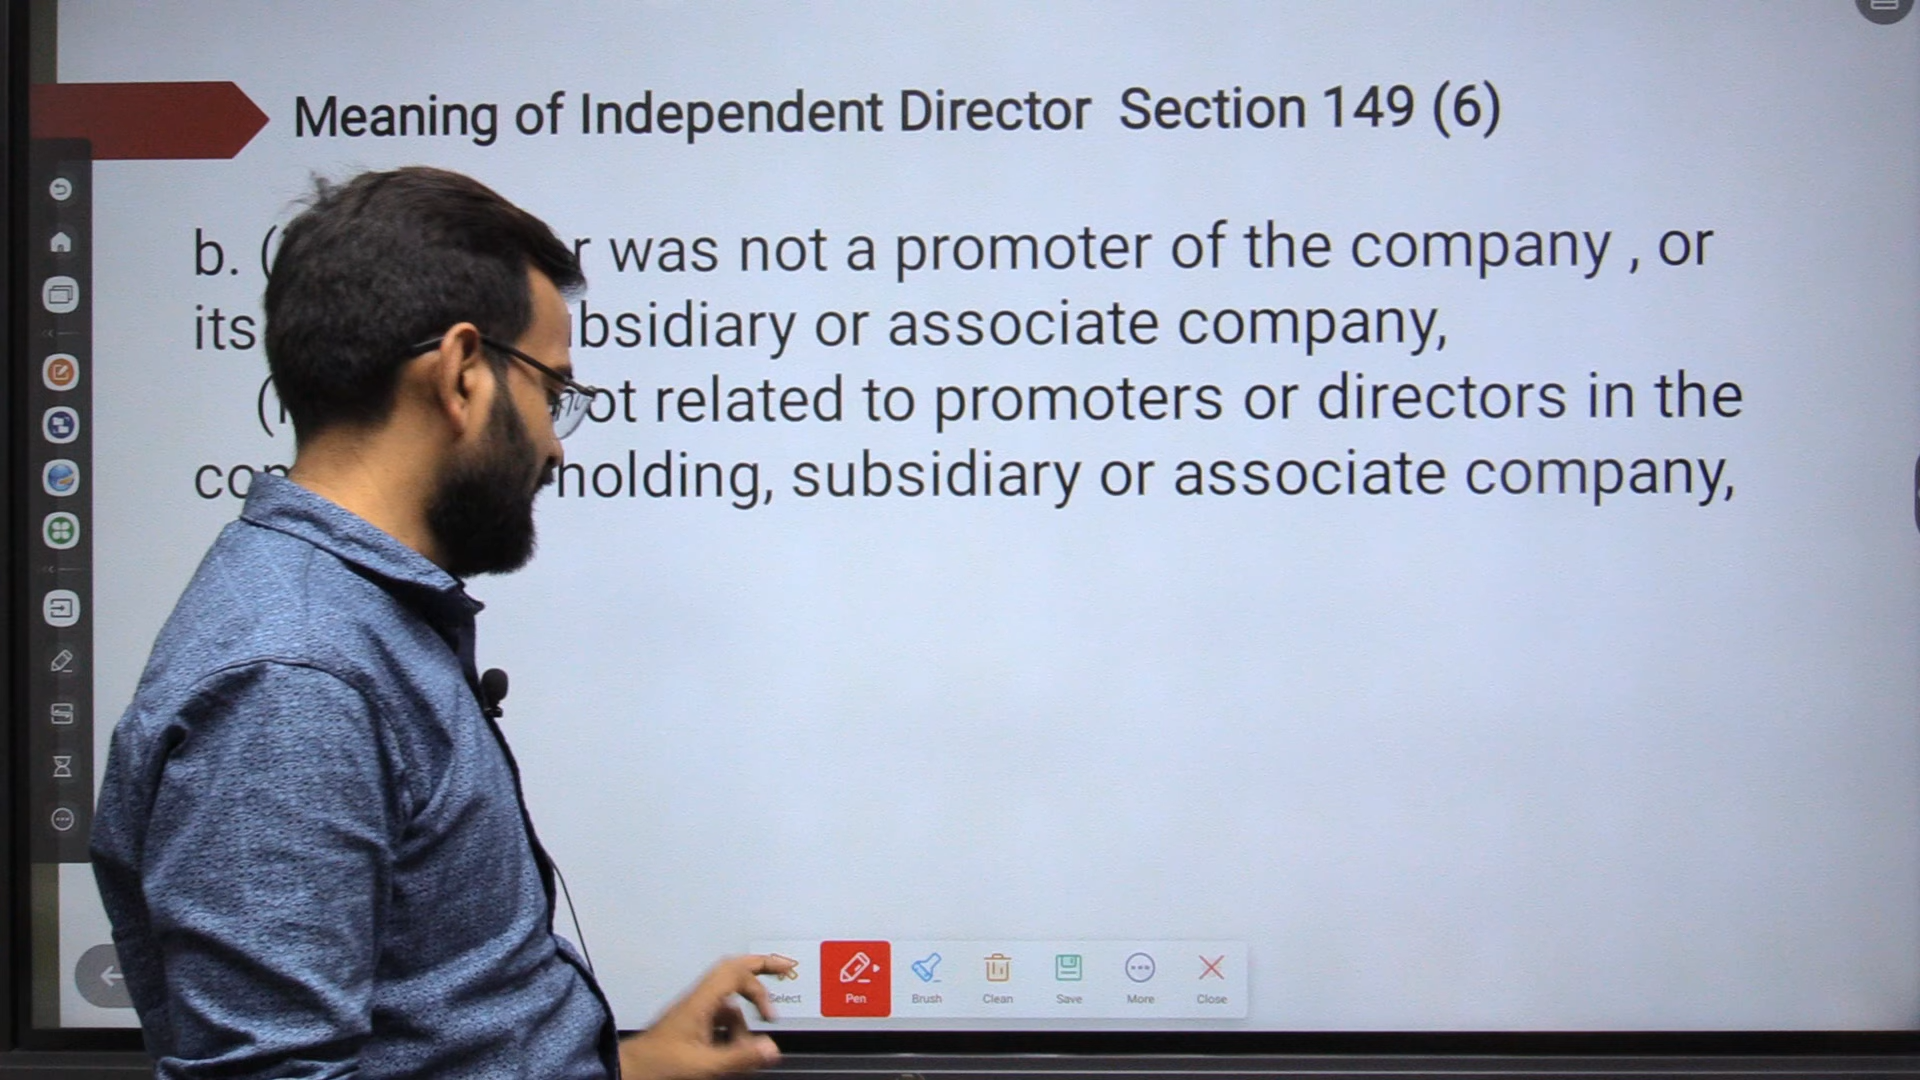 Meaning of Independent Director Section 149 (6)
b. ( was not a promoter of the company , or
its bsidiary or associate company,
( ot related to promoters or directors in the
co holding, subsidiary or associate company,
Select Pen Brush Clean Save More Close